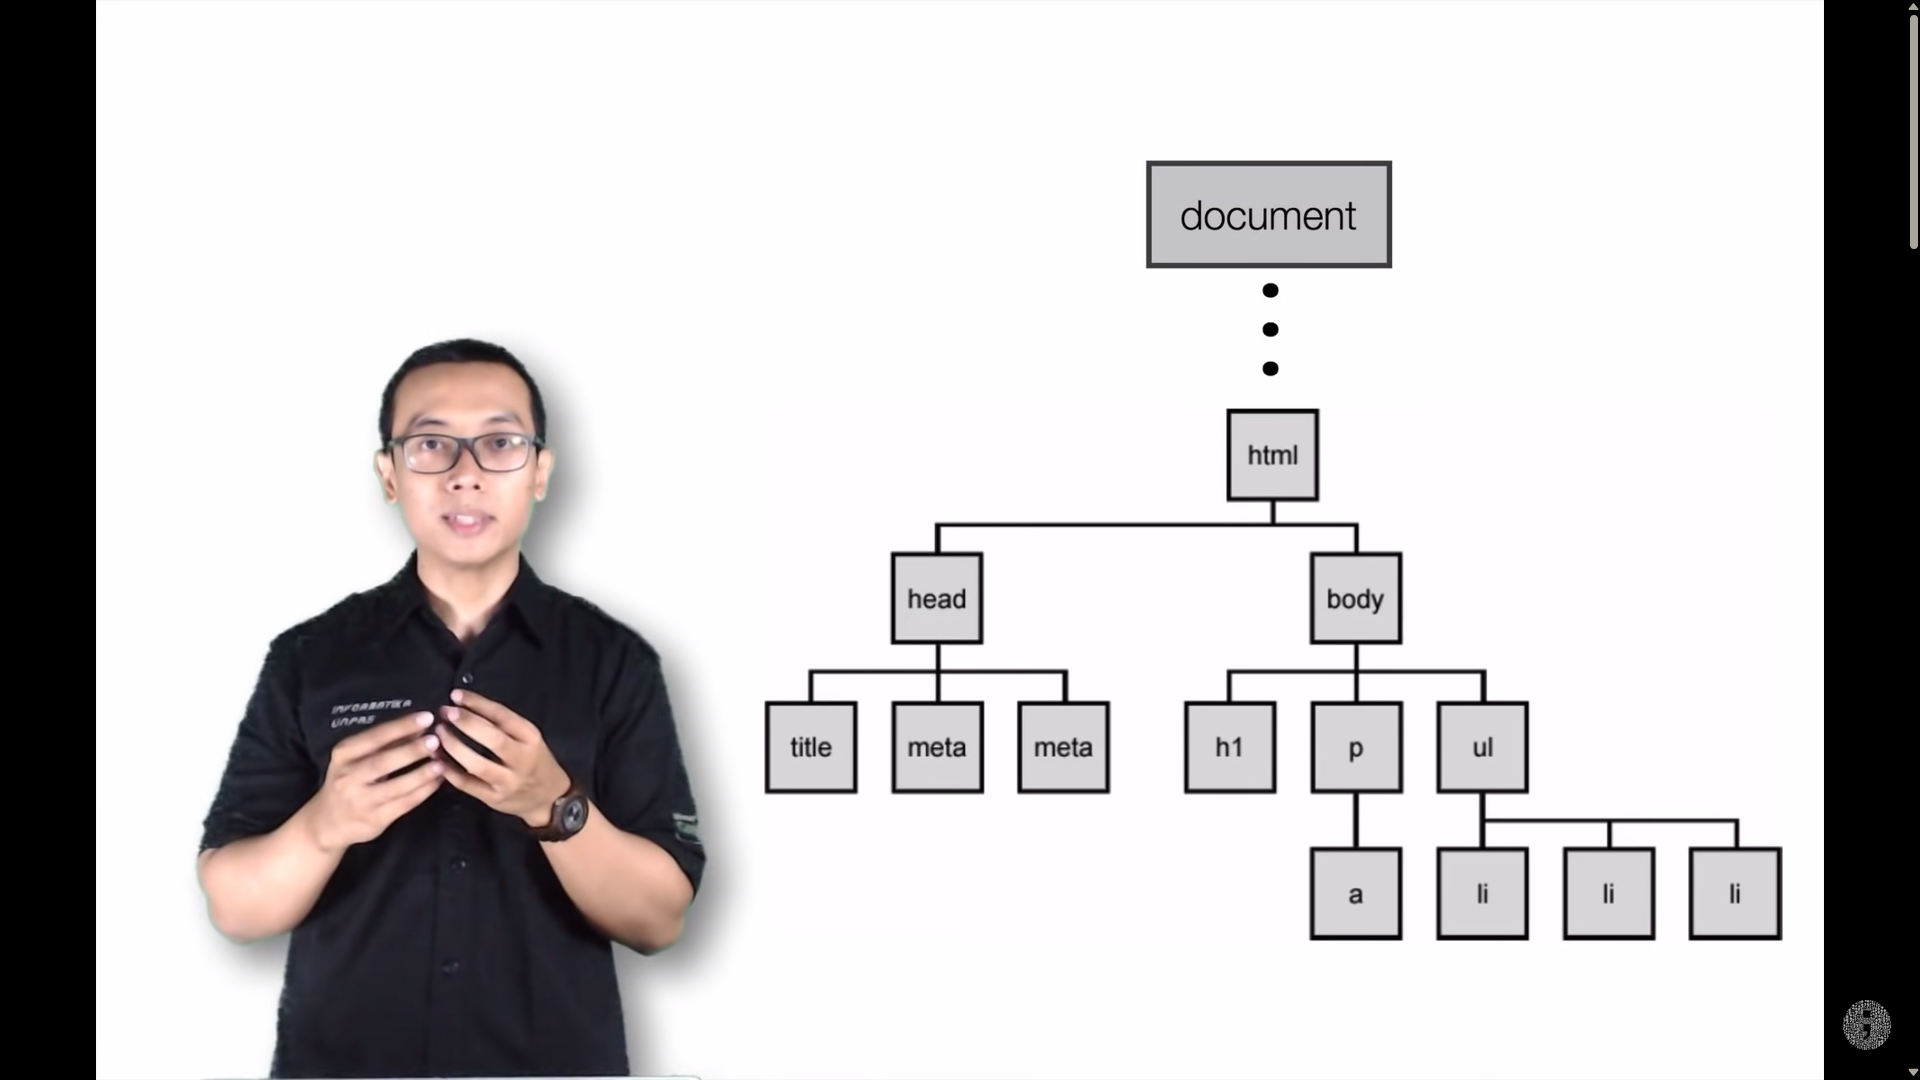 document
html
head
body
title
meta
meta
h1
p
ul
a
li
li
li
INFORMATIKA
UNPAS